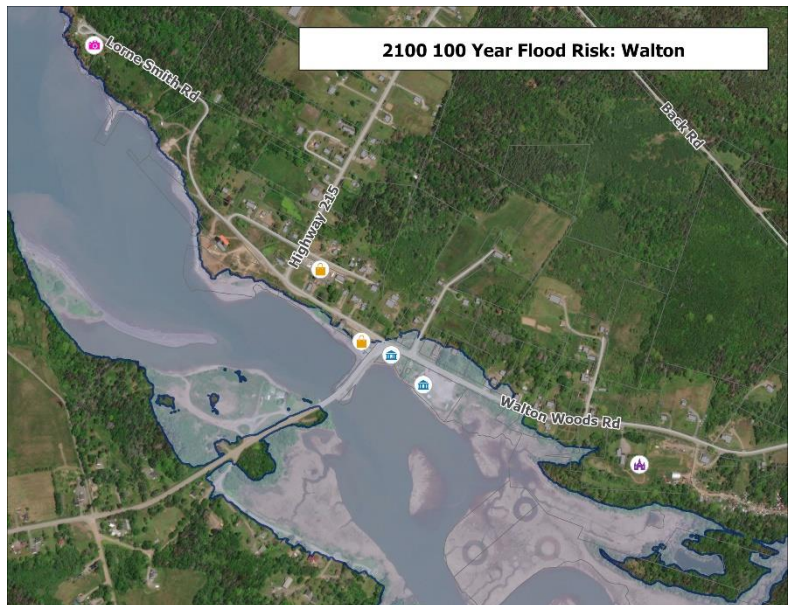 2100 100 Year Flood Risk: Walton
Lorne Smith Rd
Back Rd
Highway 215
Walton Woods Rd